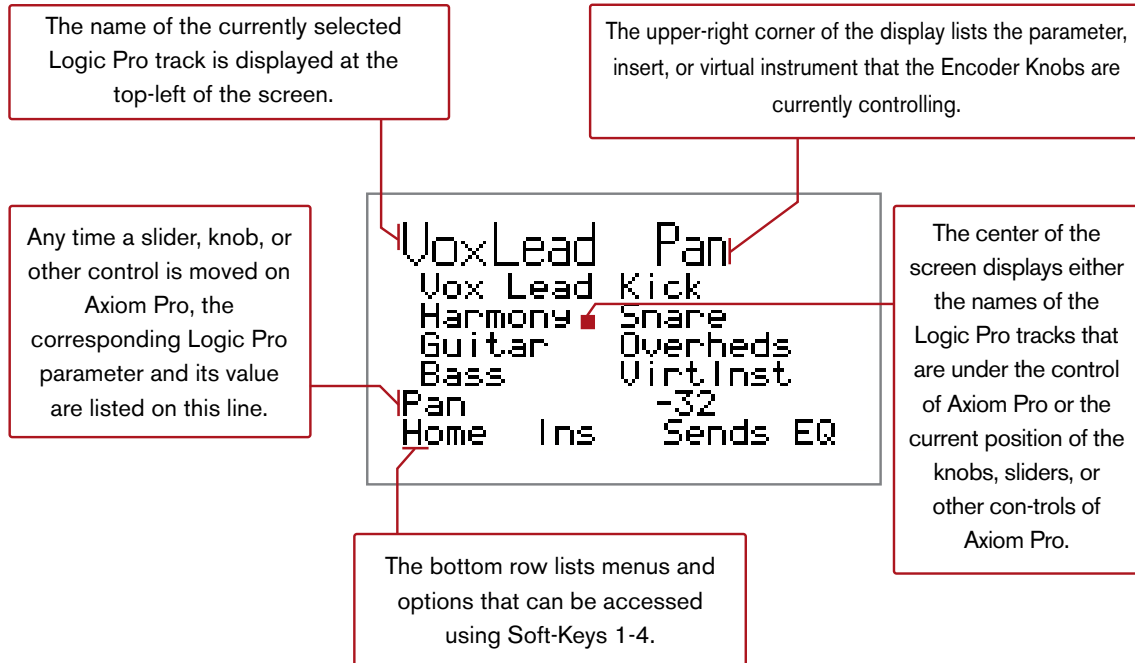 The name of the currently selected
Logic Pro track is displayed at the
top-left of the screen.
The upper-right corner of the display lists the parameter,
insert, or virtual instrument that the Encoder Knobs are
currently controlling.
Any time a slider, knob, or
other control is moved on
Axiom Pro, the
corresponding Logic Pro
parameter and its value
are listed on this line.
VoxLead Pan
Vox Lead Kick
Harmony Snare
Guitar Overheds
Bass VirtInst
Pan -32
Home Ins Sends EQ
The center of the
screen displays either
the names of the
Logic Pro tracks that
are under the control
of Axiom Pro or the
current position of the
knobs, sliders, or
other con-trols of
Axiom Pro.
The bottom row lists menus and
options that can be accessed
using Soft-Keys 1-4.